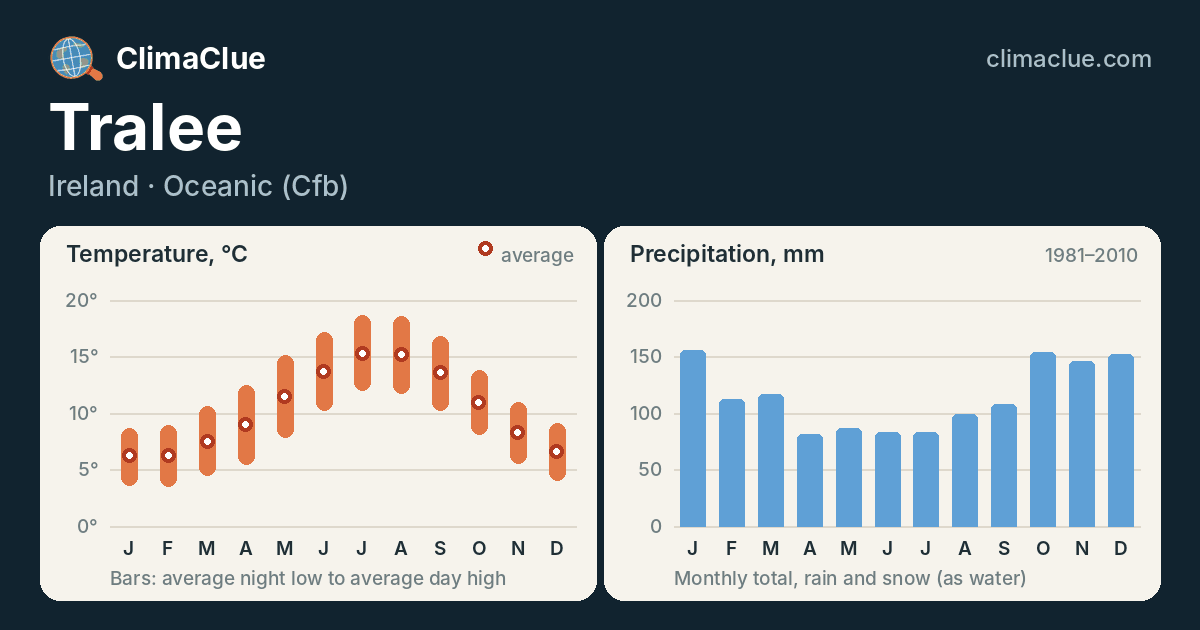 ClimaClue
climaclue.com
Tralee
Ireland · Oceanic (Cfb)
Temperature, °C
average
20°
15°
10°
5°
0°
J F M A M J J A S O N D
Bars: average night low to average day high
Precipitation, mm
1981–2010
200
150
100
50
0
J F M A M J J A S O N D
Monthly total, rain and snow (as water)